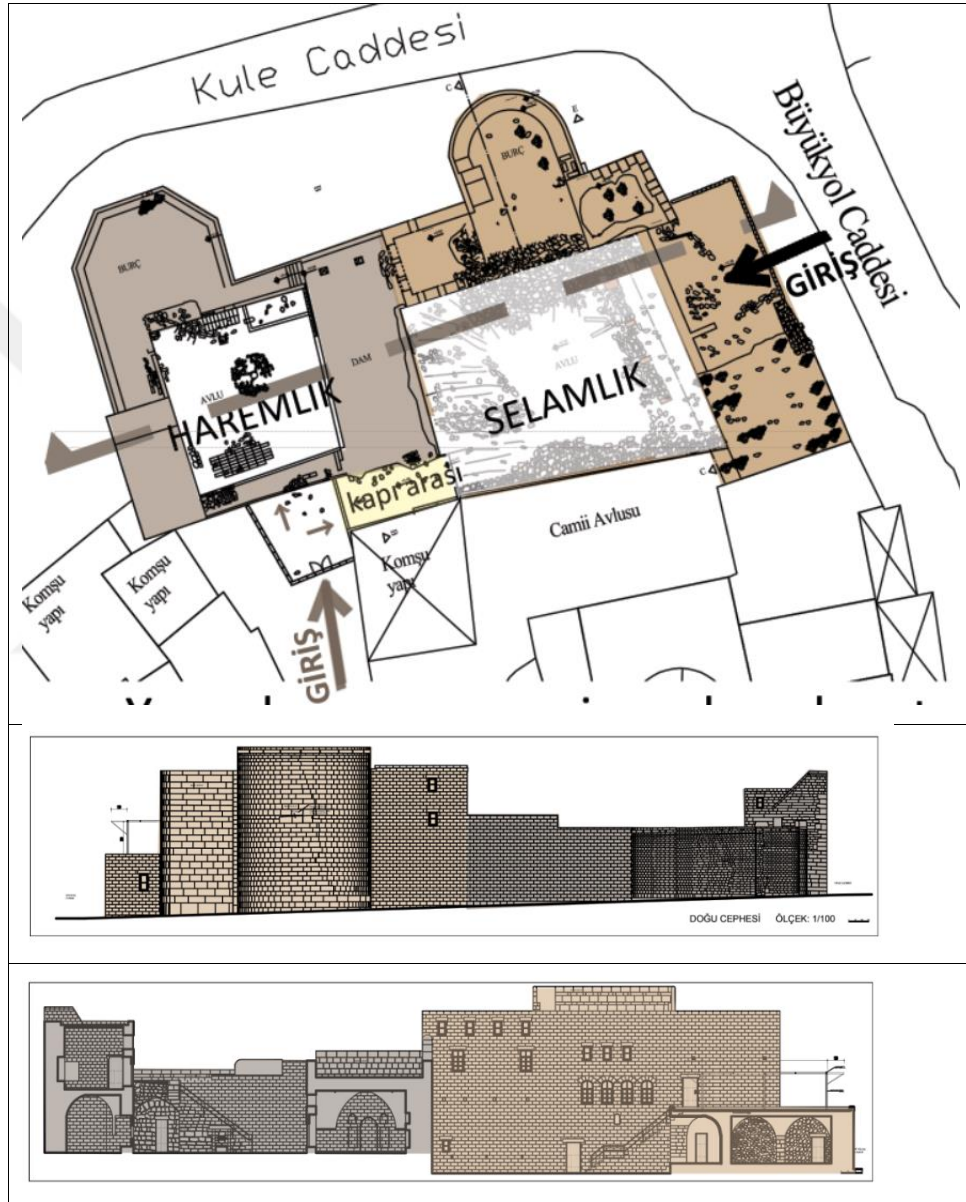 Kule Caddesi
Büyükyol Caddesi
C
E
BURÇ
BURÇ
GİRİŞ
DAM
AVLU
AVLU
HAREMLIK
SELAMLIK
kaprarası
C
Camii Avlusu
Komşu yapı
Komşu yapı
Komşu yapı
GİRİŞ
DOĞU CEPHESİ ÖLÇEK: 1/100